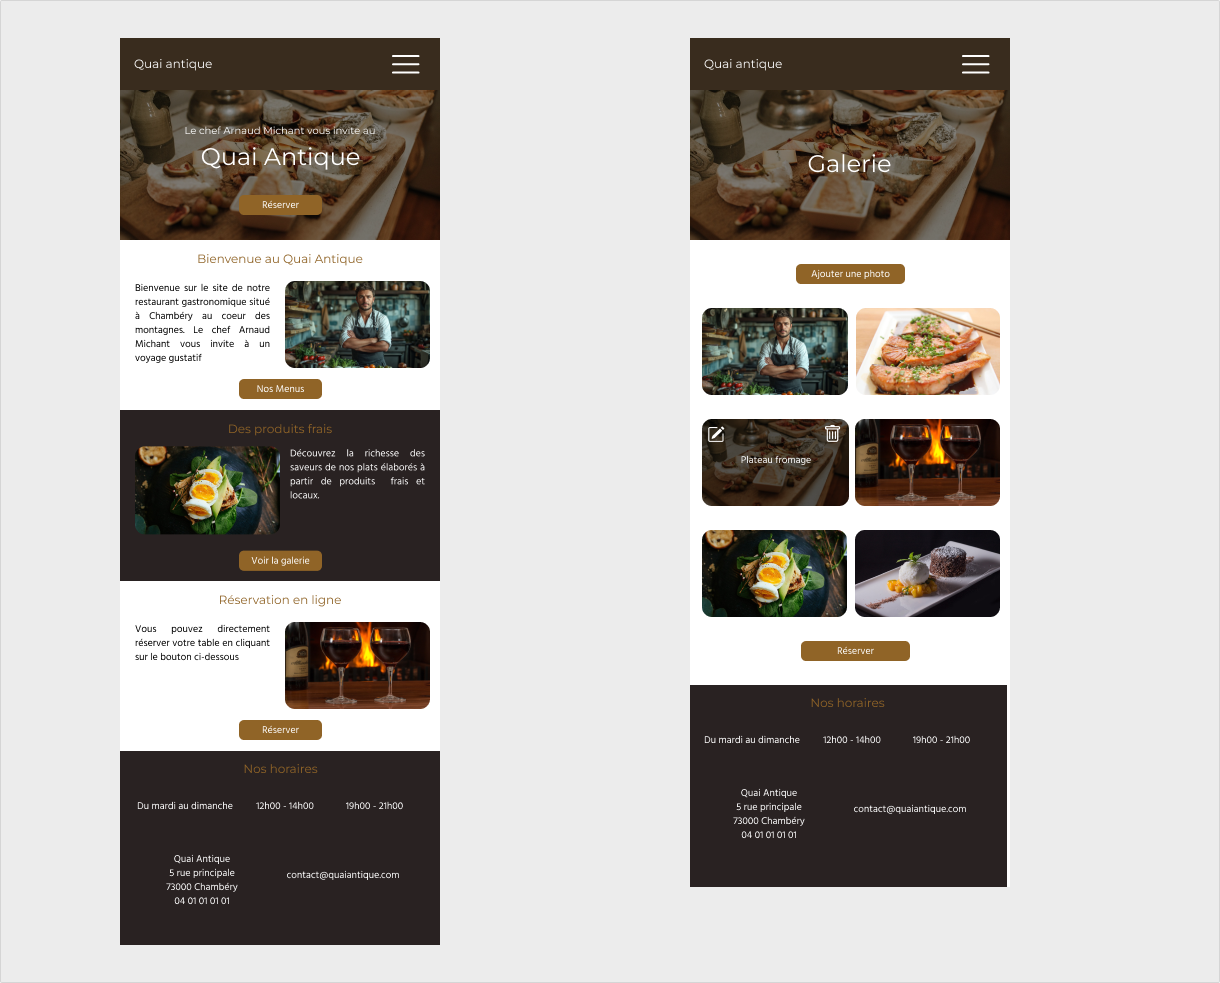 Quai antique
Le chef Arnaud Michant vous invite au
Quai Antique
Réserver
Bienvenue au Quai Antique
Bienvenue sur le site de notre
restaurant gastronomique situé
à Chambéry au coeur des
montagnes. Le chef Arnaud
Michant vous invite à un
voyage gustatif
Nos Menus
Des produits frais
Découvrez la richesse des
saveurs de nos plats élaborés à
partir de produits frais et
locaux.
Voir la galerie
Réservation en ligne
Vous pouvez directement
réserver votre table en cliquant
sur le bouton ci-dessous
Réserver
Nos horaires
Du mardi au dimanche 12h00 - 14h00 19h00 - 21h00
Quai Antique
5 rue principale
73000 Chambéry
04 01 01 01 01
contact@quaiantique.com
Quai antique
Galerie
Ajouter une photo
Plateau fromage
Réserver
Nos horaires
Du mardi au dimanche 12h00 - 14h00 19h00 - 21h00
Quai Antique
5 rue principale
73000 Chambéry
04 01 01 01 01
contact@quaiantique.com